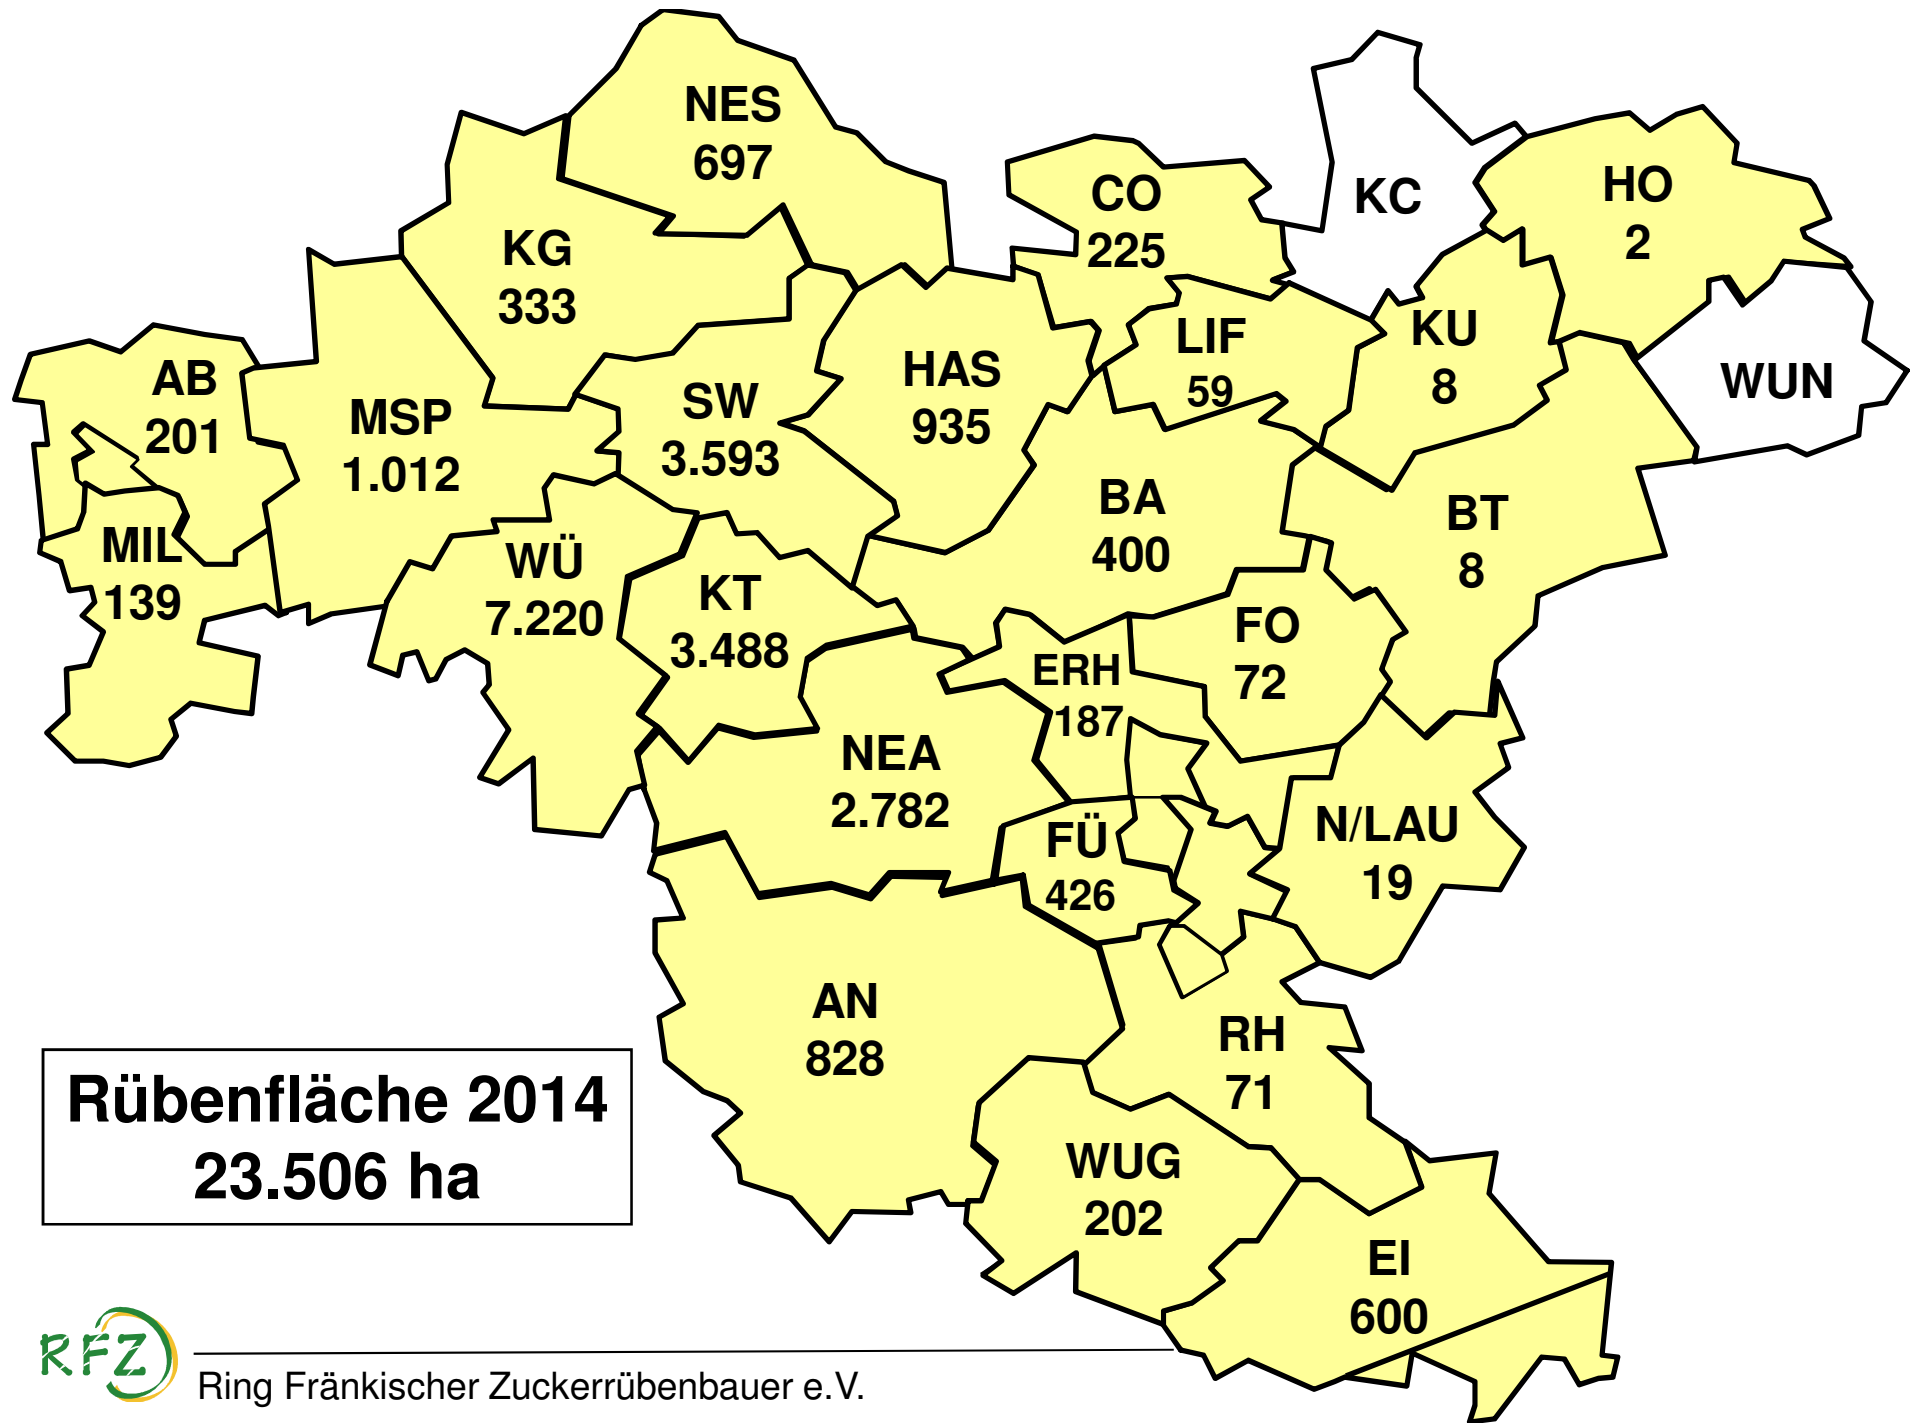 NES
697
CO
225
KC
HO
2
KG
333
LIF
59
KU
8
WUN
AB
201
MSP
1.012
SW
3.593
HAS
935
BA
400
BT
8
MIL
139
WÜ
7.220
KT
3.488
FO
72
ERH
187
NEA
2.782
FÜ
426
N/LAU
19
AN
828
RH
71
WUG
202
EI
600
Rübenfläche 2014
23.506 ha
RFZ
Ring Fränkischer Zuckerrübenbauer e.V.